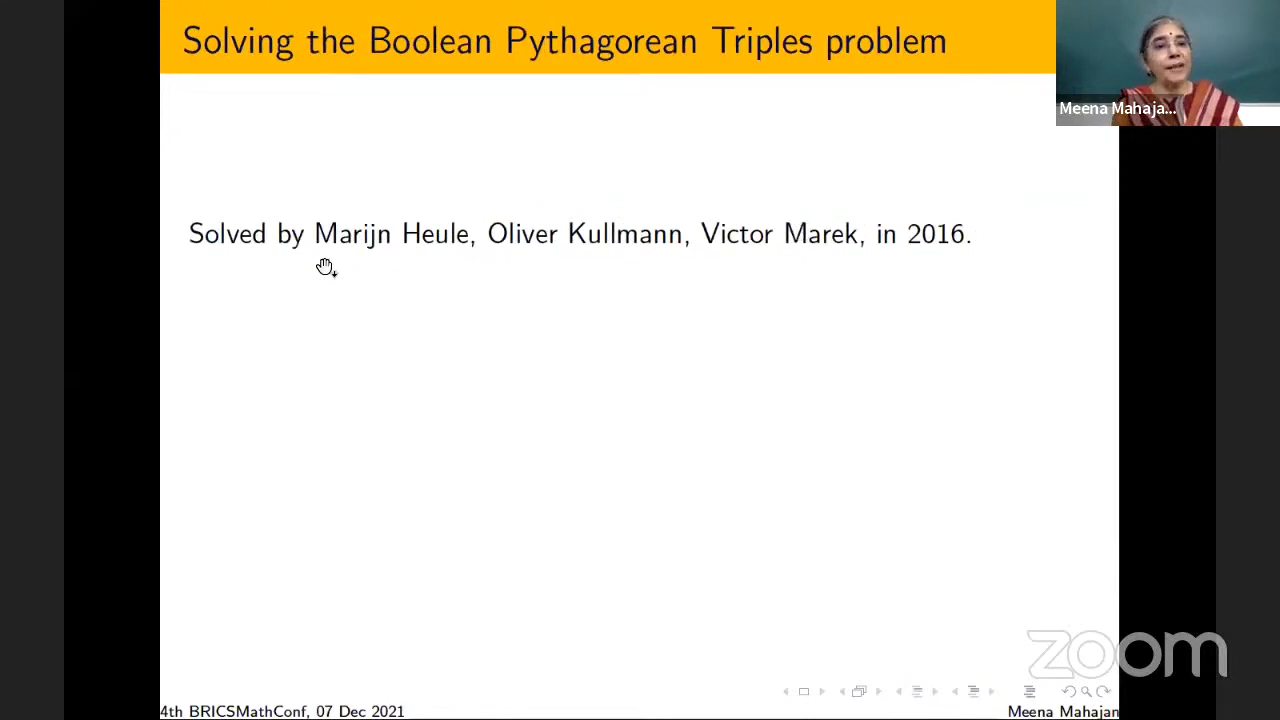 Solving the Boolean Pythagorean Triples problem
Meena Mahaja...
Solved by Marijn Heule, Oliver Kullmann, Victor Marek, in 2016.
zoom
4th BRICSMathConf, 07 Dec 2021
Meena Mahajan